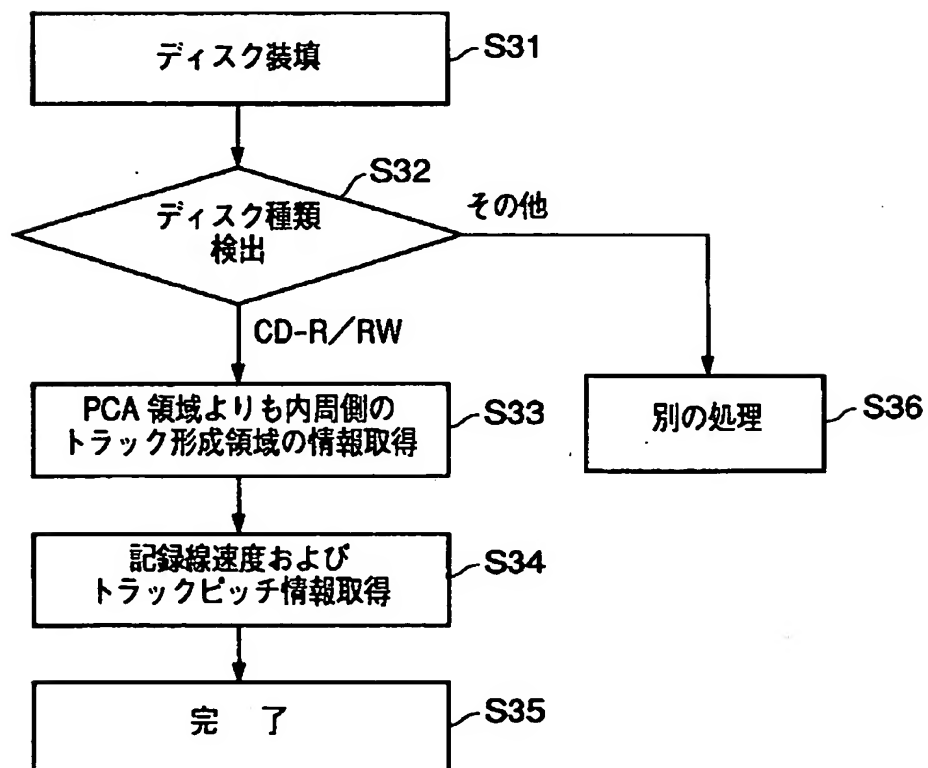 ディスク装填
S31
S32
ディスク種類
検出
その他
CD-R／RW
PCA 領域よりも内周側の
トラック形成領域の情報取得
S33
別の処理
S36
記録線速度および
トラックピッチ情報取得
S34
完　了
S35